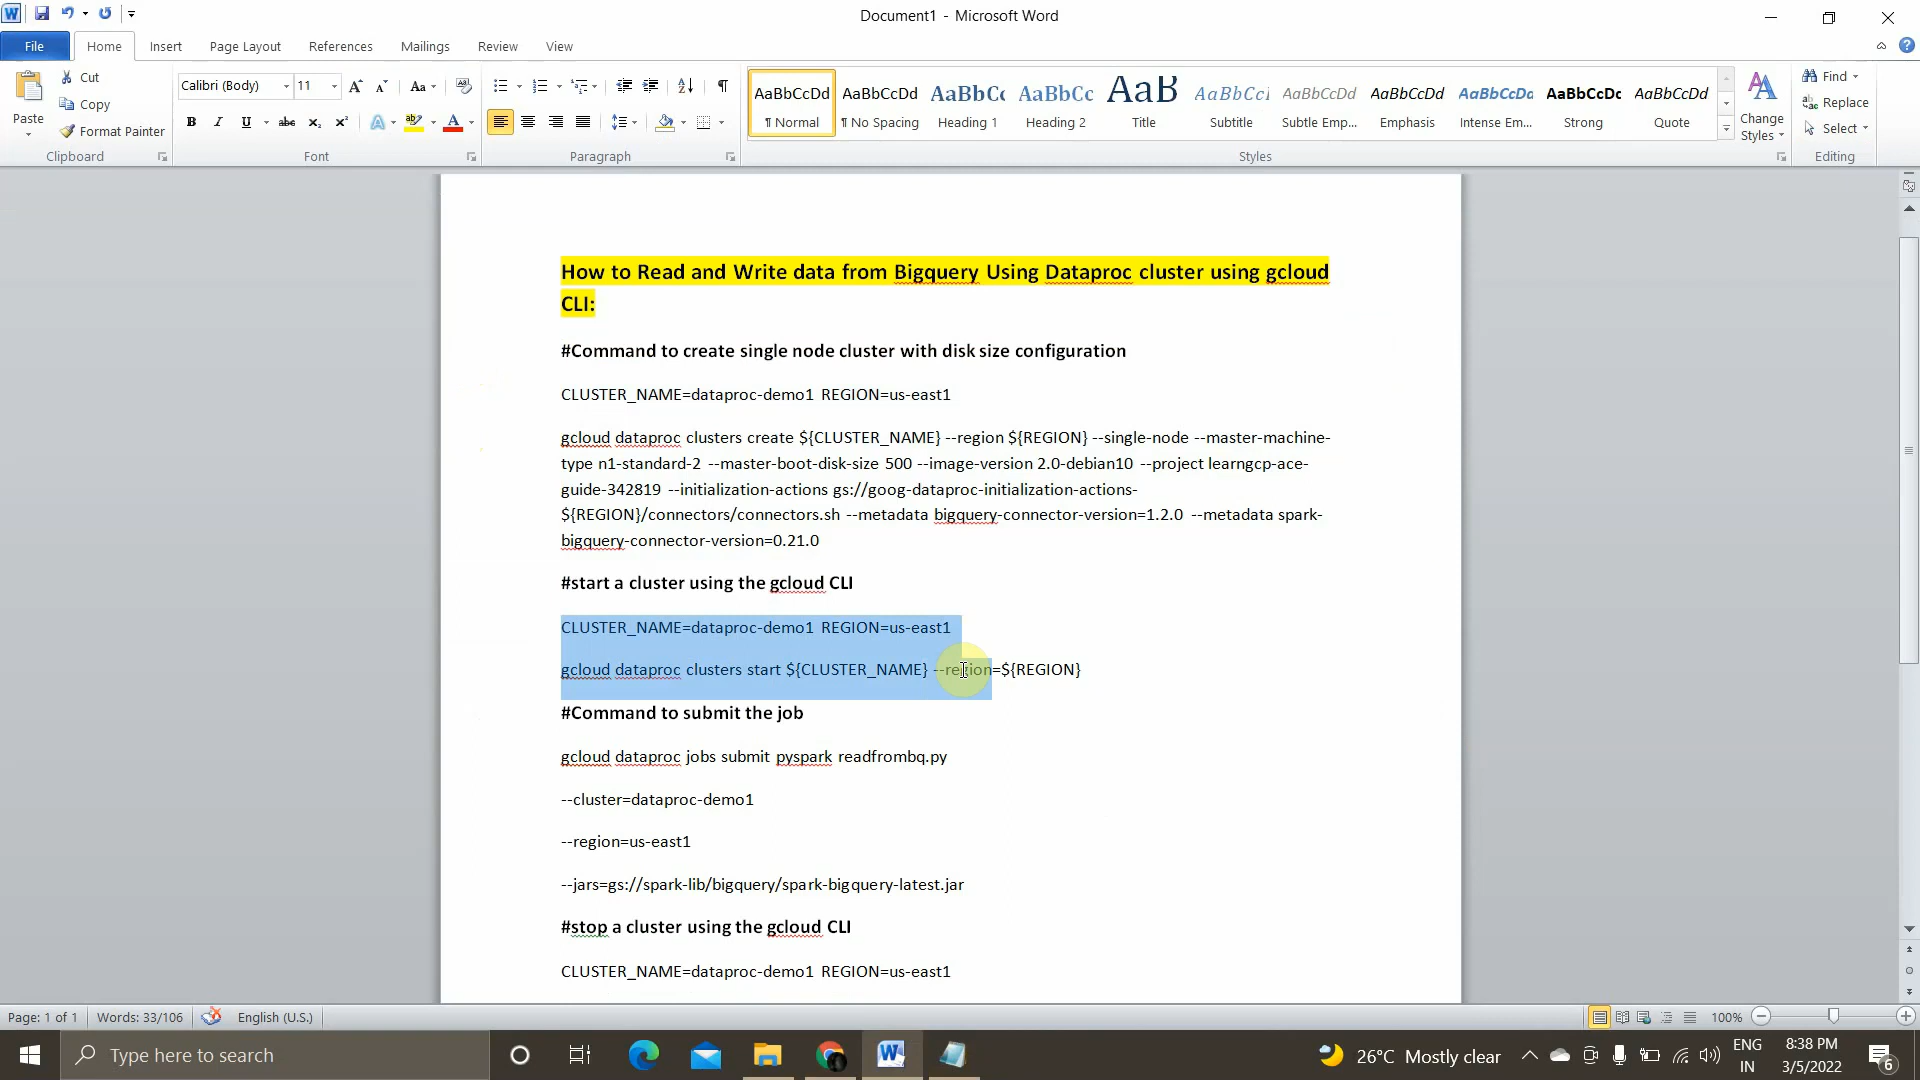 Document1 - Microsoft Word
File Home Insert Page Layout References Mailings Review View
Paste
Cut
Copy
Format Painter
Clipboard
Calibri (Body) 11
Font
Paragraph
AaBbCcDd AaBbCcDd AaBbCc AaBbCc AaB AaBbCcI AaBbCcDd AaBbCcDd AaBbCcDd AaBbCcDc AaBbCcDd
¶ Normal ¶ No Spacing Heading 1 Heading 2 Title Subtitle Subtle Emp... Emphasis Intense Em... Strong Quote
Styles
Change Styles
Find
Replace
Select
Editing
How to Read and Write data from Bigquery Using Dataproc cluster using gcloud
CLI:
#Command to create single node cluster with disk size configuration
CLUSTER_NAME=dataproc-demo1 REGION=us-east1
gcloud dataproc clusters create ${CLUSTER_NAME} --region ${REGION} --single-node --master-machine-
type n1-standard-2 --master-boot-disk-size 500 --image-version 2.0-debian10 --project learngcp-ace-
guide-342819 --initialization-actions gs://goog-dataproc-initialization-actions-
${REGION}/connectors/connectors.sh --metadata bigquery-connector-version=1.2.0 --metadata spark-
bigquery-connector-version=0.21.0
#start a cluster using the gcloud CLI
CLUSTER_NAME=dataproc-demo1 REGION=us-east1
gcloud dataproc clusters start ${CLUSTER_NAME} --region=${REGION}
#Command to submit the job
gcloud dataproc jobs submit pyspark readfrombq.py
--cluster=dataproc-demo1
--region=us-east1
--jars=gs://spark-lib/bigquery/spark-bigquery-latest.jar
#stop a cluster using the gcloud CLI
CLUSTER_NAME=dataproc-demo1 REGION=us-east1
Page: 1 of 1 Words: 33/106 English (U.S.) 100%
Type here to search
26°C Mostly clear
ENG
IN
8:38 PM
3/5/2022
6